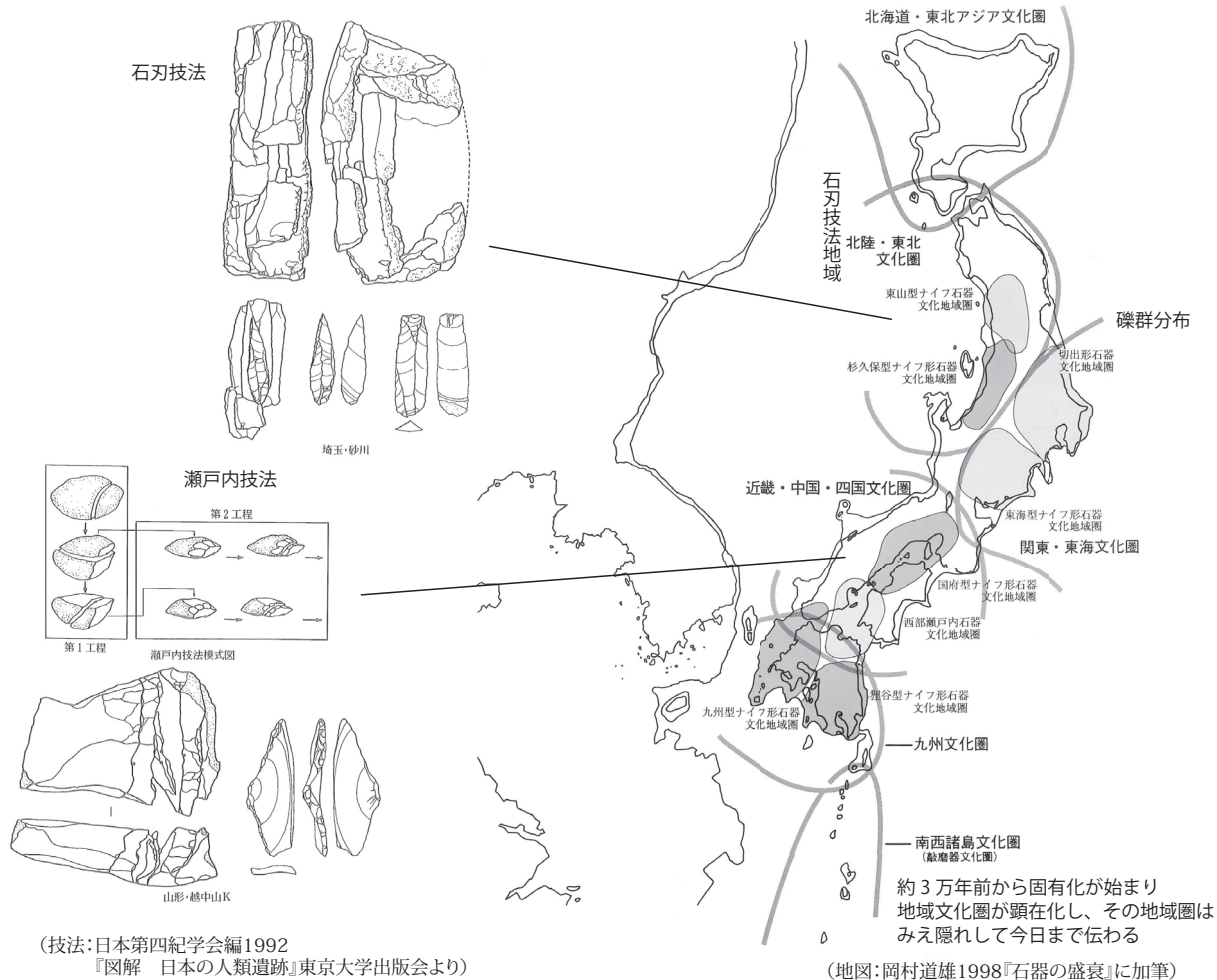 石刃技法
埼玉・砂川
瀬戸内技法
第2工程
第1工程
瀬戸内技法模式図
山形・越中山K
(技法:日本第四紀学会編1992
『図解 日本の人類遺跡』東京大学出版会より)
北海道・東北アジア文化圏
石刃技法地域
北陸・東北
文化圏
東山型ナイフ石器
文化地域圏
礫群分布
切出形石器
文化地域圏
杉久保型ナイフ形石器
文化地域圏
近畿・中国・四国文化圏
東海型ナイフ形石器
文化地域圏
関東・東海文化圏
国府型ナイフ形石器
文化地域圏
西部瀬戸内石器
文化地域圏
狸谷型ナイフ形石器
文化地域圏
九州型ナイフ形石器
文化地域圏
九州文化圏
南西諸島文化圏
(敲磨器文化圏)
約3万年前から固有化が始まり
地域文化圏が顕在化し、その地域圏は
みえ隠れして今日まで伝わる
(地図:岡村道雄1998『石器の盛衰』に加筆)